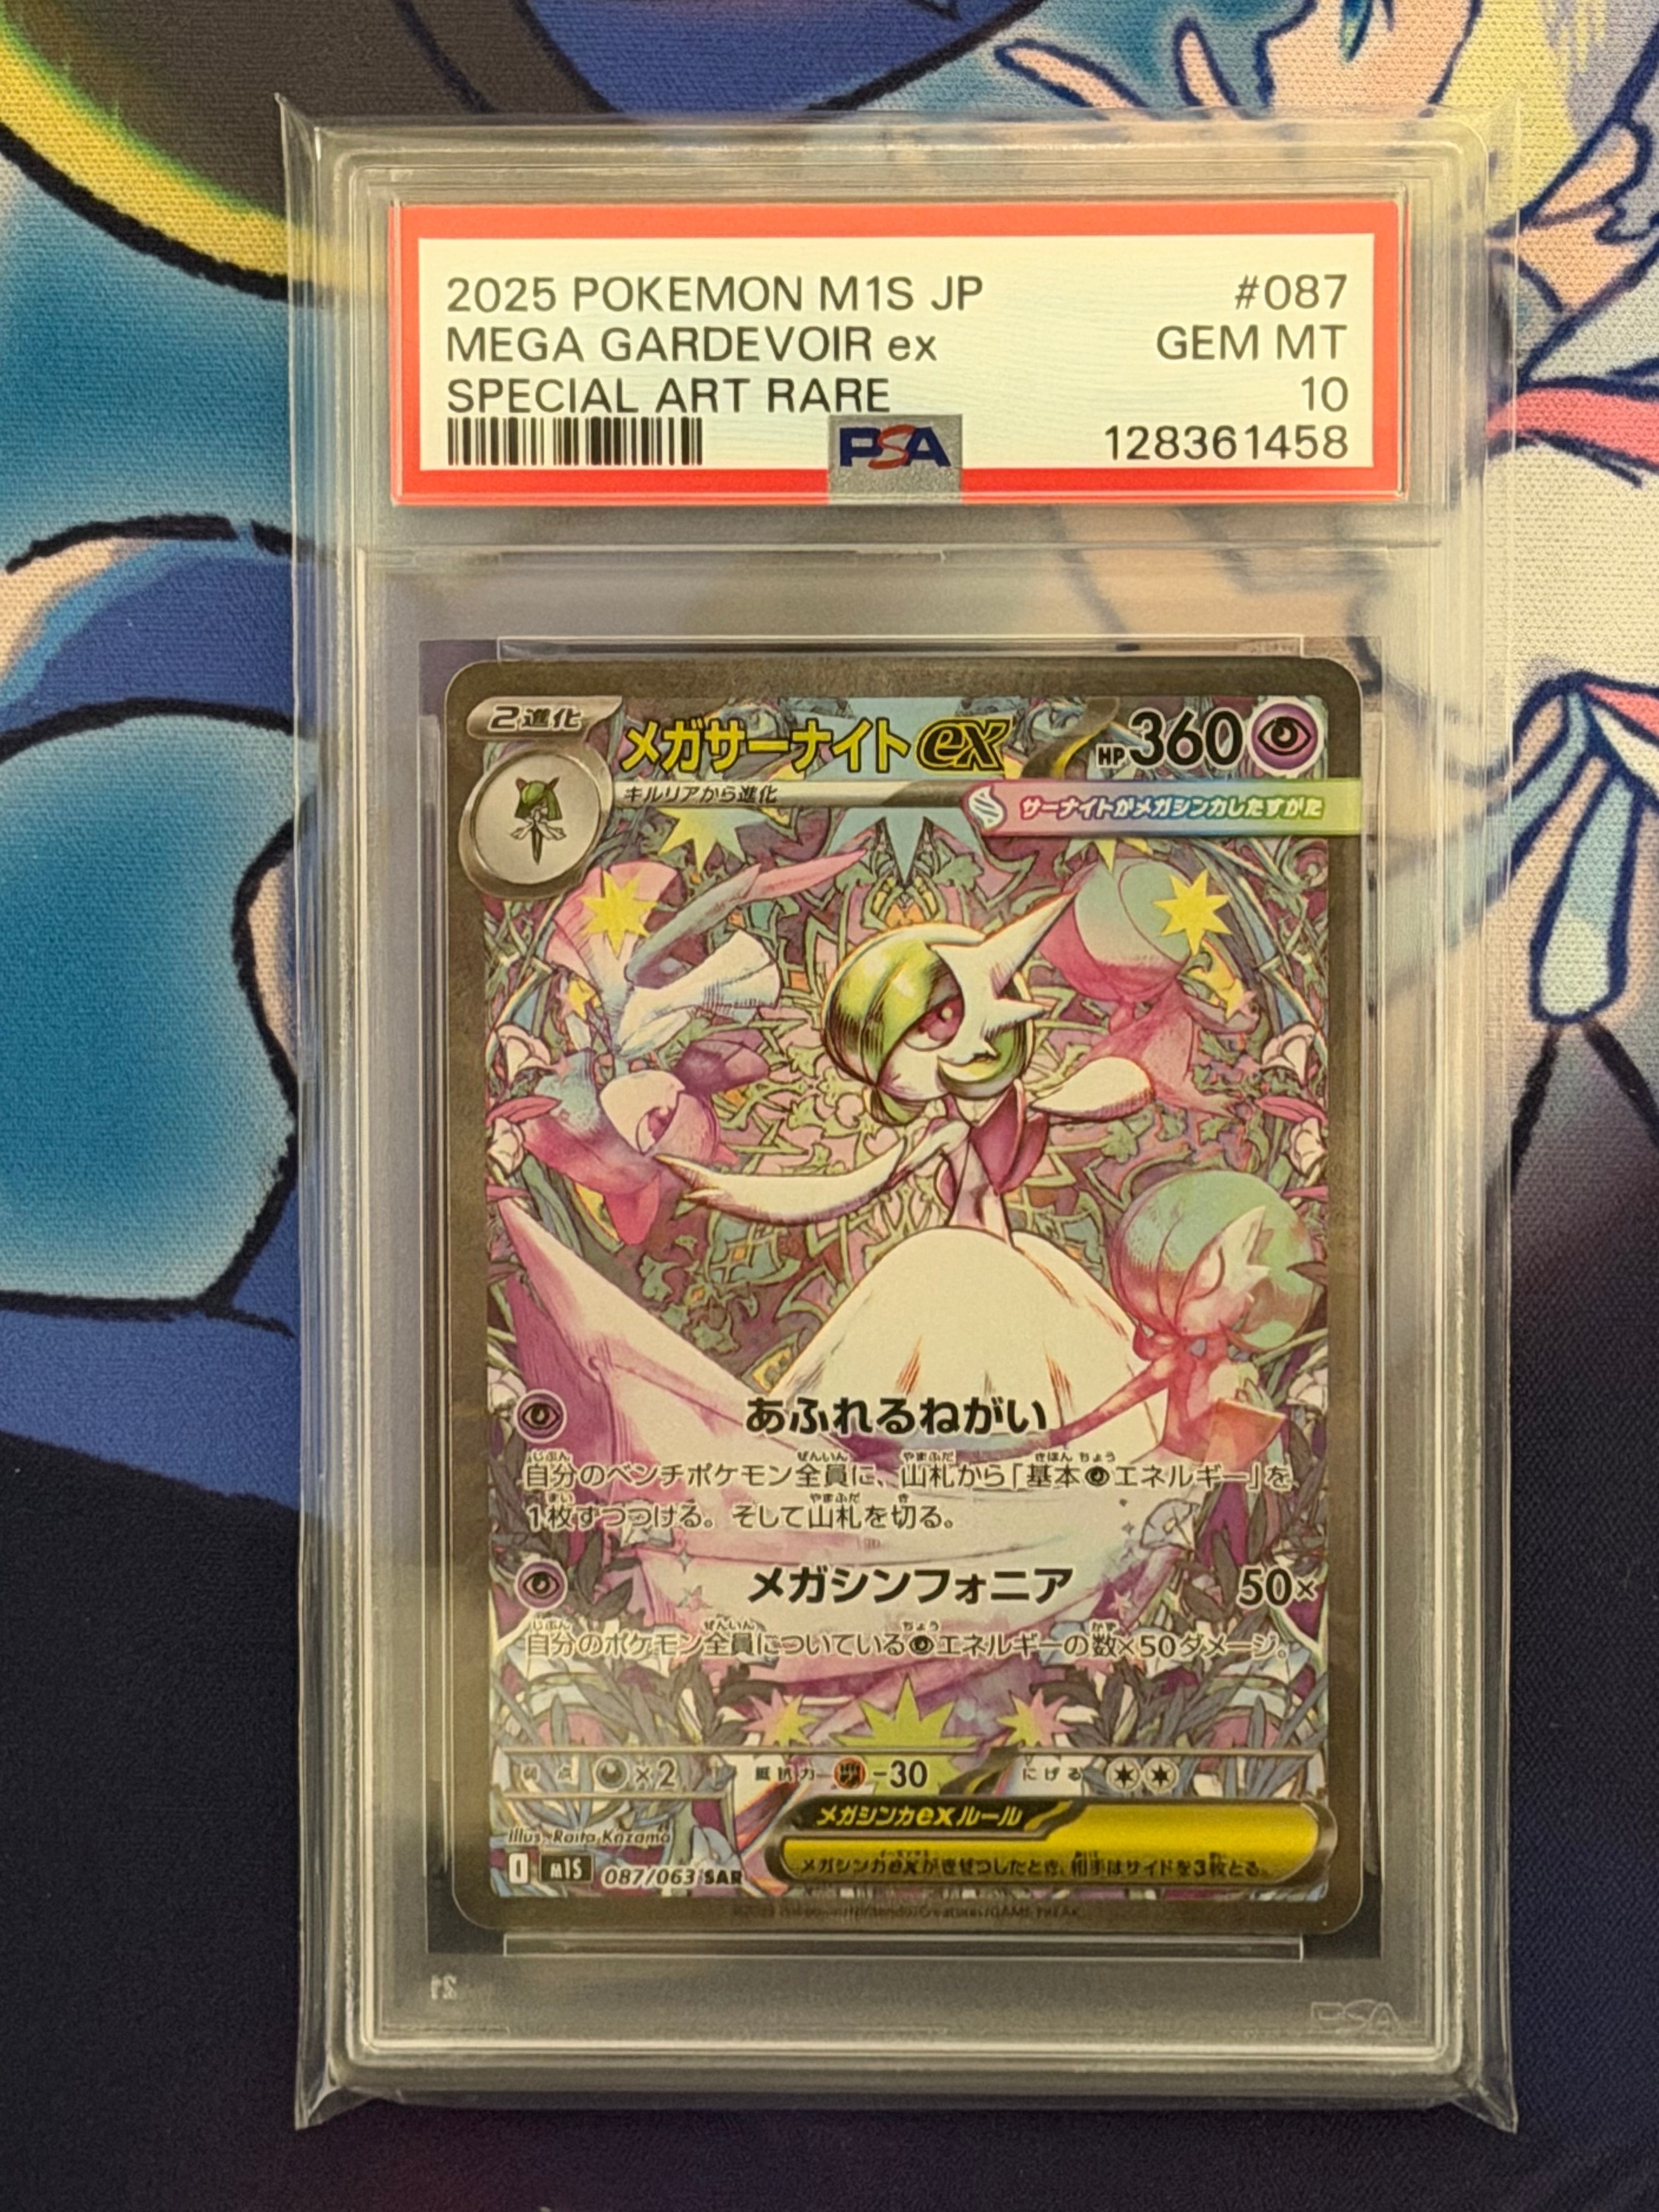 2025 POKEMON M1S JP #087
MEGA GARDEVOIR ex GEM MT
SPECIAL ART RARE 10
PSA 128361458
2進化
メガサーナイトex HP360
キルリアから進化
サーナイトがメガシンカしたすがた
あふれるねがい
自分のベンチポケモン全員に、山札から「基本エネルギー」を
1枚ずつつける。そして山札を切る。
メガシンフォニア 50×
自分のポケモン全員についているエネルギーの数×50ダメージ。
弱点 ×2 抵抗力 -30 にげる
メガシンカexルール
メガシンカexがきぜつしたとき、相手はサイドを3枚とる。
Illus. Raita Kazama
I M1S 087/063 SAR
PSA